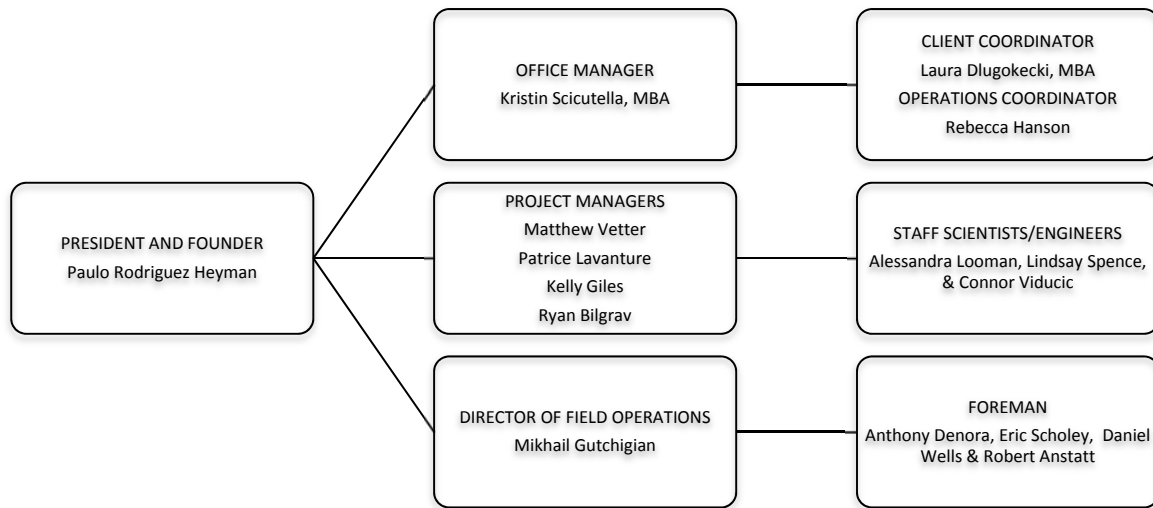 PRESIDENT AND FOUNDER
Paulo Rodriguez Heyman
OFFICE MANAGER
Kristin Scicutella, MBA
CLIENT COORDINATOR
Laura Dlugokecki, MBA
OPERATIONS COORDINATOR
Rebecca Hanson
PROJECT MANAGERS
Matthew Vetter
Patrice Lavanture
Kelly Giles
Ryan Bilgrav
STAFF SCIENTISTS/ENGINEERS
Alessandra Looman, Lindsay Spence,
& Connor Viducic
DIRECTOR OF FIELD OPERATIONS
Mikhail Gutchigian
FOREMAN
Anthony Denora, Eric Scholey, Daniel
Wells & Robert Anstatt